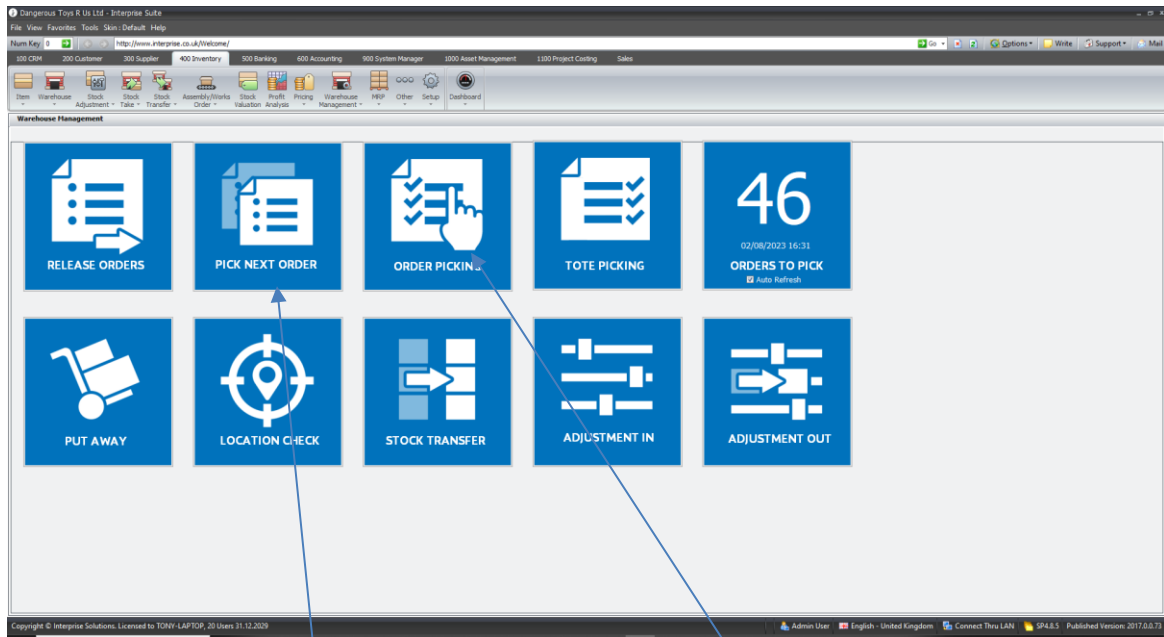 Dangerous Toys R Us Ltd - Interprise Suite
File View Favorites Tools Skin : Default Help
Num Key 0 http://www.interprise.co.uk/Welcome/ Go Options Write Support Mail
100 CRM 200 Customer 300 Supplier 400 Inventory 500 Banking 600 Accounting 900 System Manager 1000 Asset Management 1100 Project Costing Sales
Item Warehouse Stock Adjustment Stock Take Stock Transfer Assembly/Works Order Stock Valuation Profit Analysis Pricing Warehouse Management MRP Other Setup Dashboard
Warehouse Management
46
02/08/2023 16:31
RELEASE ORDERS PICK NEXT ORDER ORDER PICKING TOTE PICKING ORDERS TO PICK
Auto Refresh
PUT AWAY LOCATION CHECK STOCK TRANSFER ADJUSTMENT IN ADJUSTMENT OUT
Copyright © Interprise Solutions. Licensed to TONY-LAPTOP, 20 Users 31.12.2029 Admin User English - United Kingdom Connect Thru LAN SP4.8.5 Published Version: 2017.0.0.73